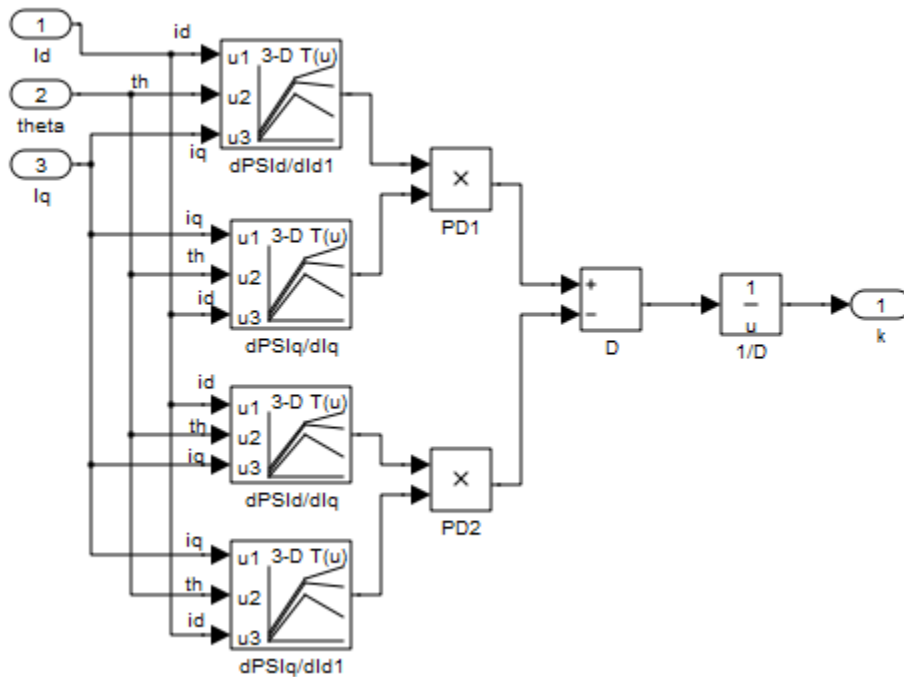 1
Id
2
theta
3
Iq
id
th
iq
u1
u2
u3
3-D T(u)
dPSId/dId1
iq
th
id
u1
u2
u3
3-D T(u)
dPSIq/dIq
id
th
iq
u1
u2
u3
3-D T(u)
dPSId/dIq
iq
th
id
u1
u2
u3
3-D T(u)
dPSIq/dId1
×
PD1
×
PD2
+
−
D
1
u
1/D
1
k